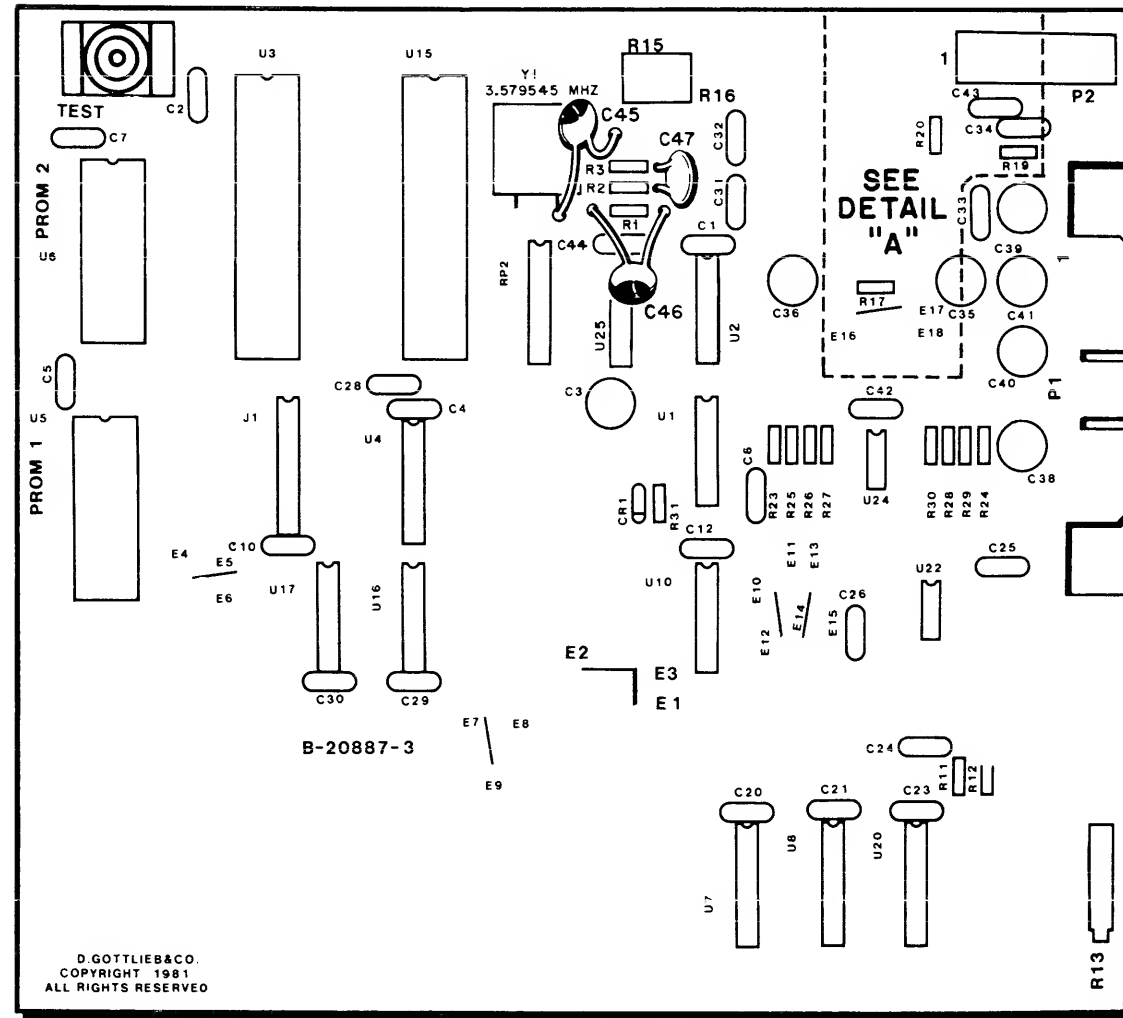 U3
U15
R15
1
TEST
C2
Y!
3.579545 MHZ
R16
P2
C43
C7
C45
C47
C32
R20
C34
R19
PROM 2
R3
R2
R1
C31
SEE
DETAIL
"A"
C33
U6
RP2
C44
C1
C39
1
R17
C46
C36
E17
C35
C41
U25
U2
E16
E18
C5
C28
C3
C40
P1
U5
J1
C4
U4
U1
C42
PROM 1
C6
U24
C38
CR1
R31
R23
R25
R26
R27
R30
R28
R29
R24
C10
C12
E11
E13
C25
E4
E5
E6
U17
U16
U10
E10
E14
E12
E15
C26
U22
E2
E3
E1
C30
C29
E7
E8
E9
B-20887-3
C24
R11
R12
C20
C21
C23
U8
U20
U7
R13
D.GOTTLIEB&CO.
COPYRIGHT 1981
ALL RIGHTS RESERVED